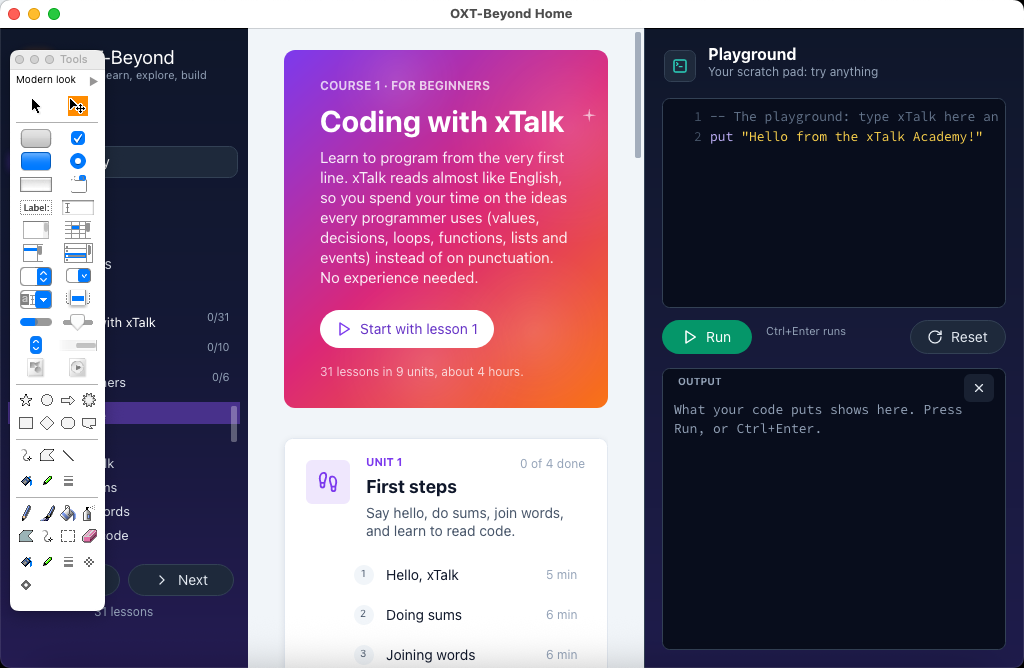 OXT-Beyond Home
Tools
Modern look
Label:
-Beyond
earn, explore, build
y
s
ith xTalk
0/31
0/10
ners
0/6
lk
ms
ords
ode
Next
31 lessons
COURSE 1 · FOR BEGINNERS
Coding with xTalk
Learn to program from the very first
line. xTalk reads almost like English,
so you spend your time on the ideas
every programmer uses (values,
decisions, loops, functions, lists and
events) instead of on punctuation.
No experience needed.
Start with lesson 1
31 lessons in 9 units, about 4 hours.
UNIT 1
0 of 4 done
First steps
Say hello, do sums, join words,
and learn to read code.
1 Hello, xTalk 5 min
2 Doing sums 6 min
3 Joining words 6 min
Playground
Your scratch pad: try anything
1 -- The playground: type xTalk here an
2 put "Hello from the xTalk Academy!"
Run
Ctrl+Enter runs
Reset
OUTPUT
What your code puts shows here. Press
Run, or Ctrl+Enter.